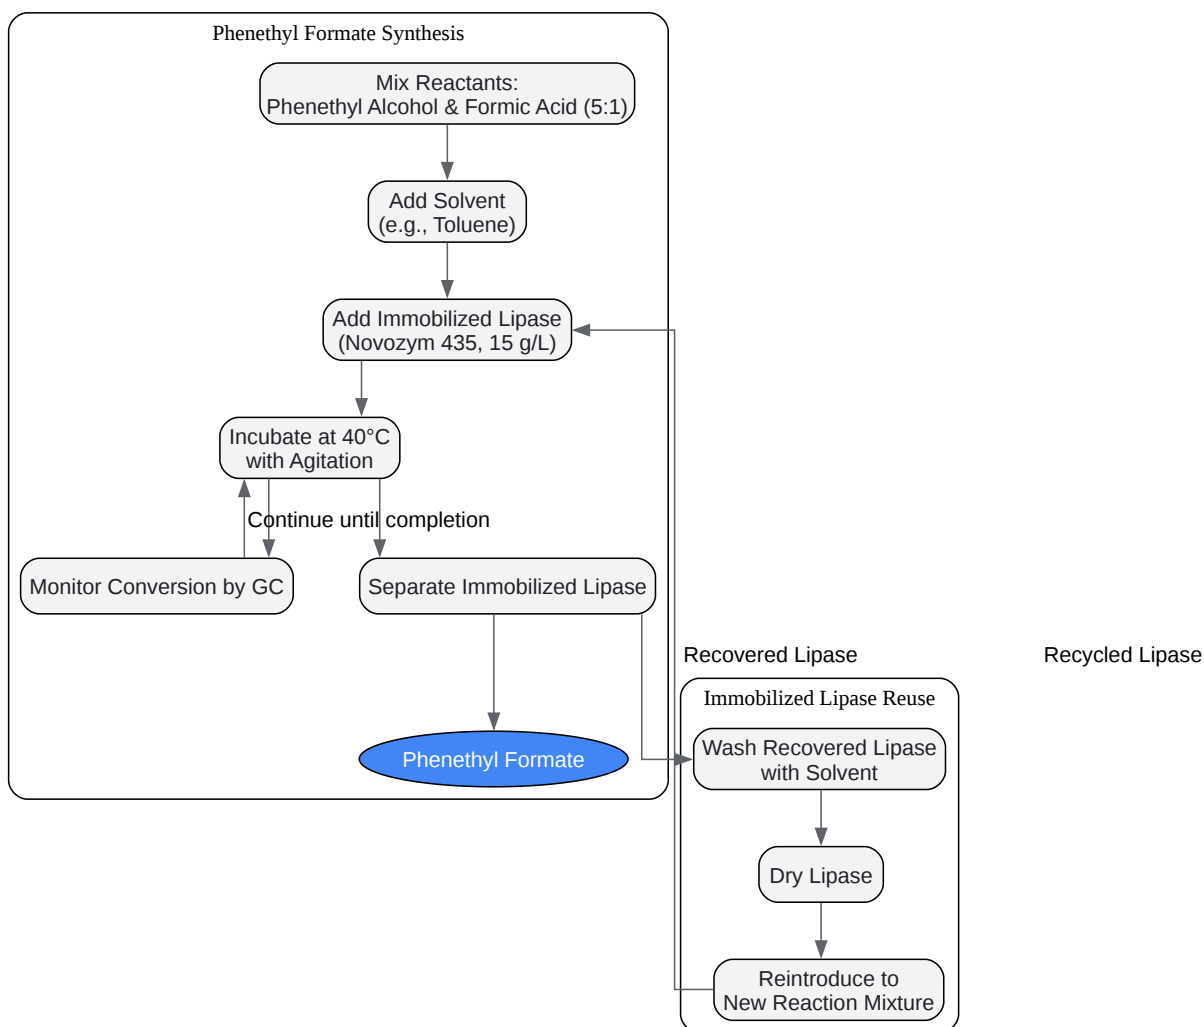 Phenethyl Formate Synthesis
Mix Reactants:
Phenethyl Alcohol & Formic Acid (5:1)
Add Solvent
(e.g., Toluene)
Add Immobilized Lipase
(Novozym 435, 15 g/L)
Incubate at 40°C
with Agitation
Continue until completion
Monitor Conversion by GC
Separate Immobilized Lipase
Recovered Lipase
Recycled Lipase
Immobilized Lipase Reuse
Phenethyl Formate
Wash Recovered Lipase
with Solvent
Dry Lipase
Reintroduce to
New Reaction Mixture